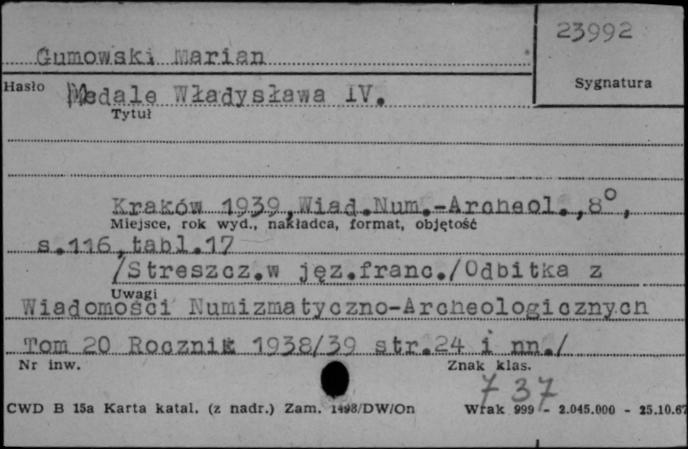 Gumowski Marian
23992
Hasło
Sygnatura
Medale Władysława IV.
Tytuł
Kraków 1939, Wiad.Num.-Archeol., 8°,
Miejsce, rok wyd., nakładca, format, objętość
s.116, tabl.17
/Streszcz.w jęz.franc./Odbitka z
Uwagi
Wiadomości Numizmatyczno-Archeologicznych
Tom 20 Rocznik 1938/39 str.24 i nn./
Nr inw.
Znak klas.
737
CWD B 15a Karta katal. (z nadr.) Zam. 1498/DW/On Wrak 999 - 2.045.000 - 25.10.67